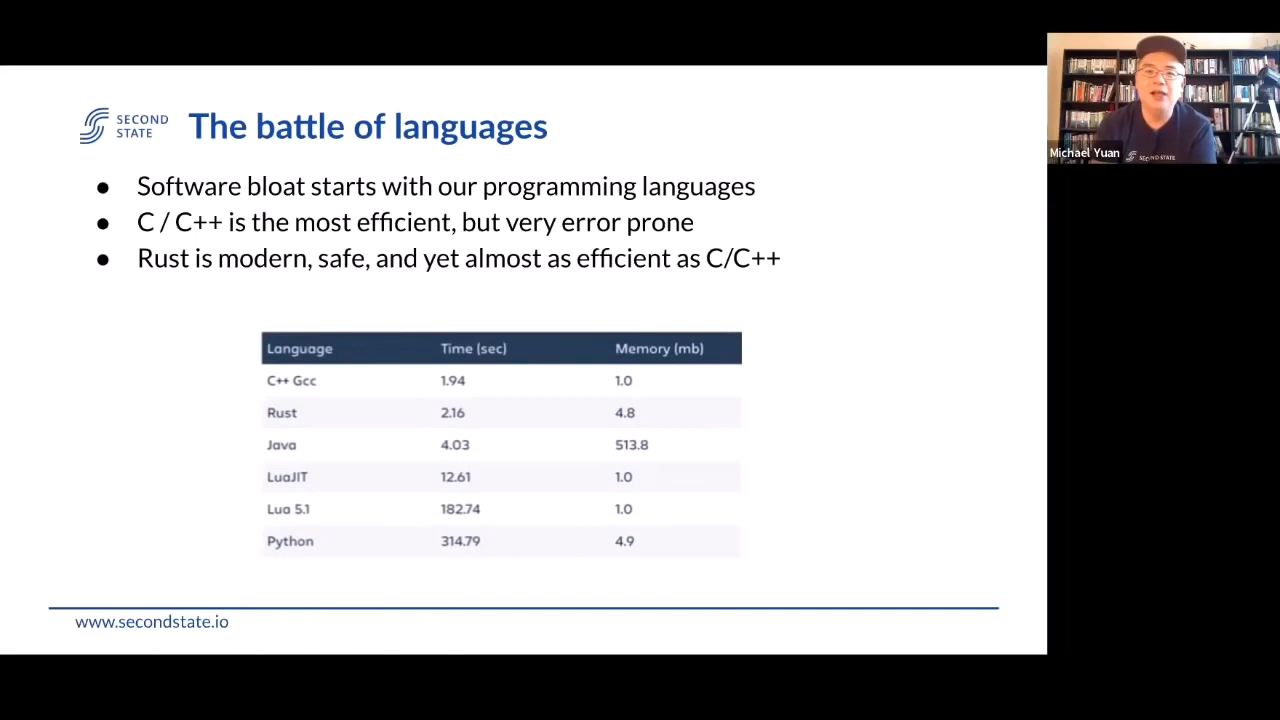 SECOND
STATE
The battle of languages
● Software bloat starts with our programming languages
● C / C++ is the most efficient, but very error prone
● Rust is modern, safe, and yet almost as efficient as C/C++
Language Time (sec) Memory (mb)
C++ Gcc 1.94 1.0
Rust 2.16 4.8
Java 4.03 513.8
LuaJIT 12.61 1.0
Lua 5.1 182.74 1.0
Python 314.79 4.9
www.secondstate.io
Michael Yuan
SECOND STATE